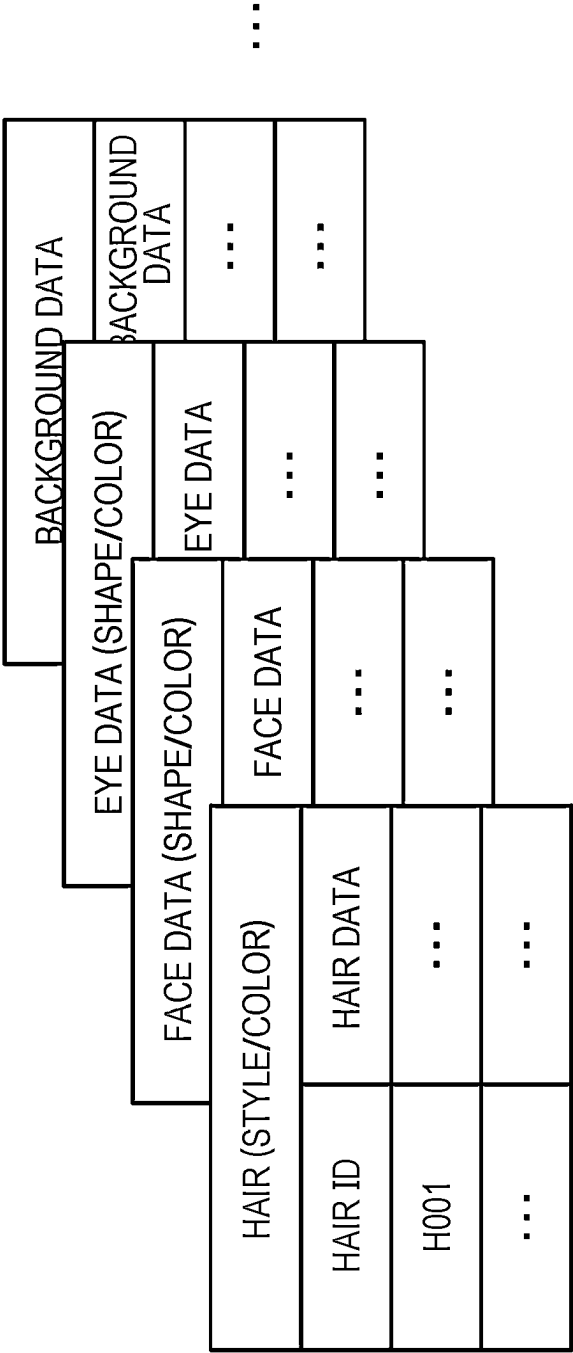 HAIR (STYLE/COLOR)
HAIR ID
HAIR DATA
H001
...
...
...
FACE DATA (SHAPE/COLOR)
FACE DATA
...
...
EYE DATA (SHAPE/COLOR)
EYE DATA
...
...
BACKGROUND DATA
BACKGROUND
DATA
...
...
...